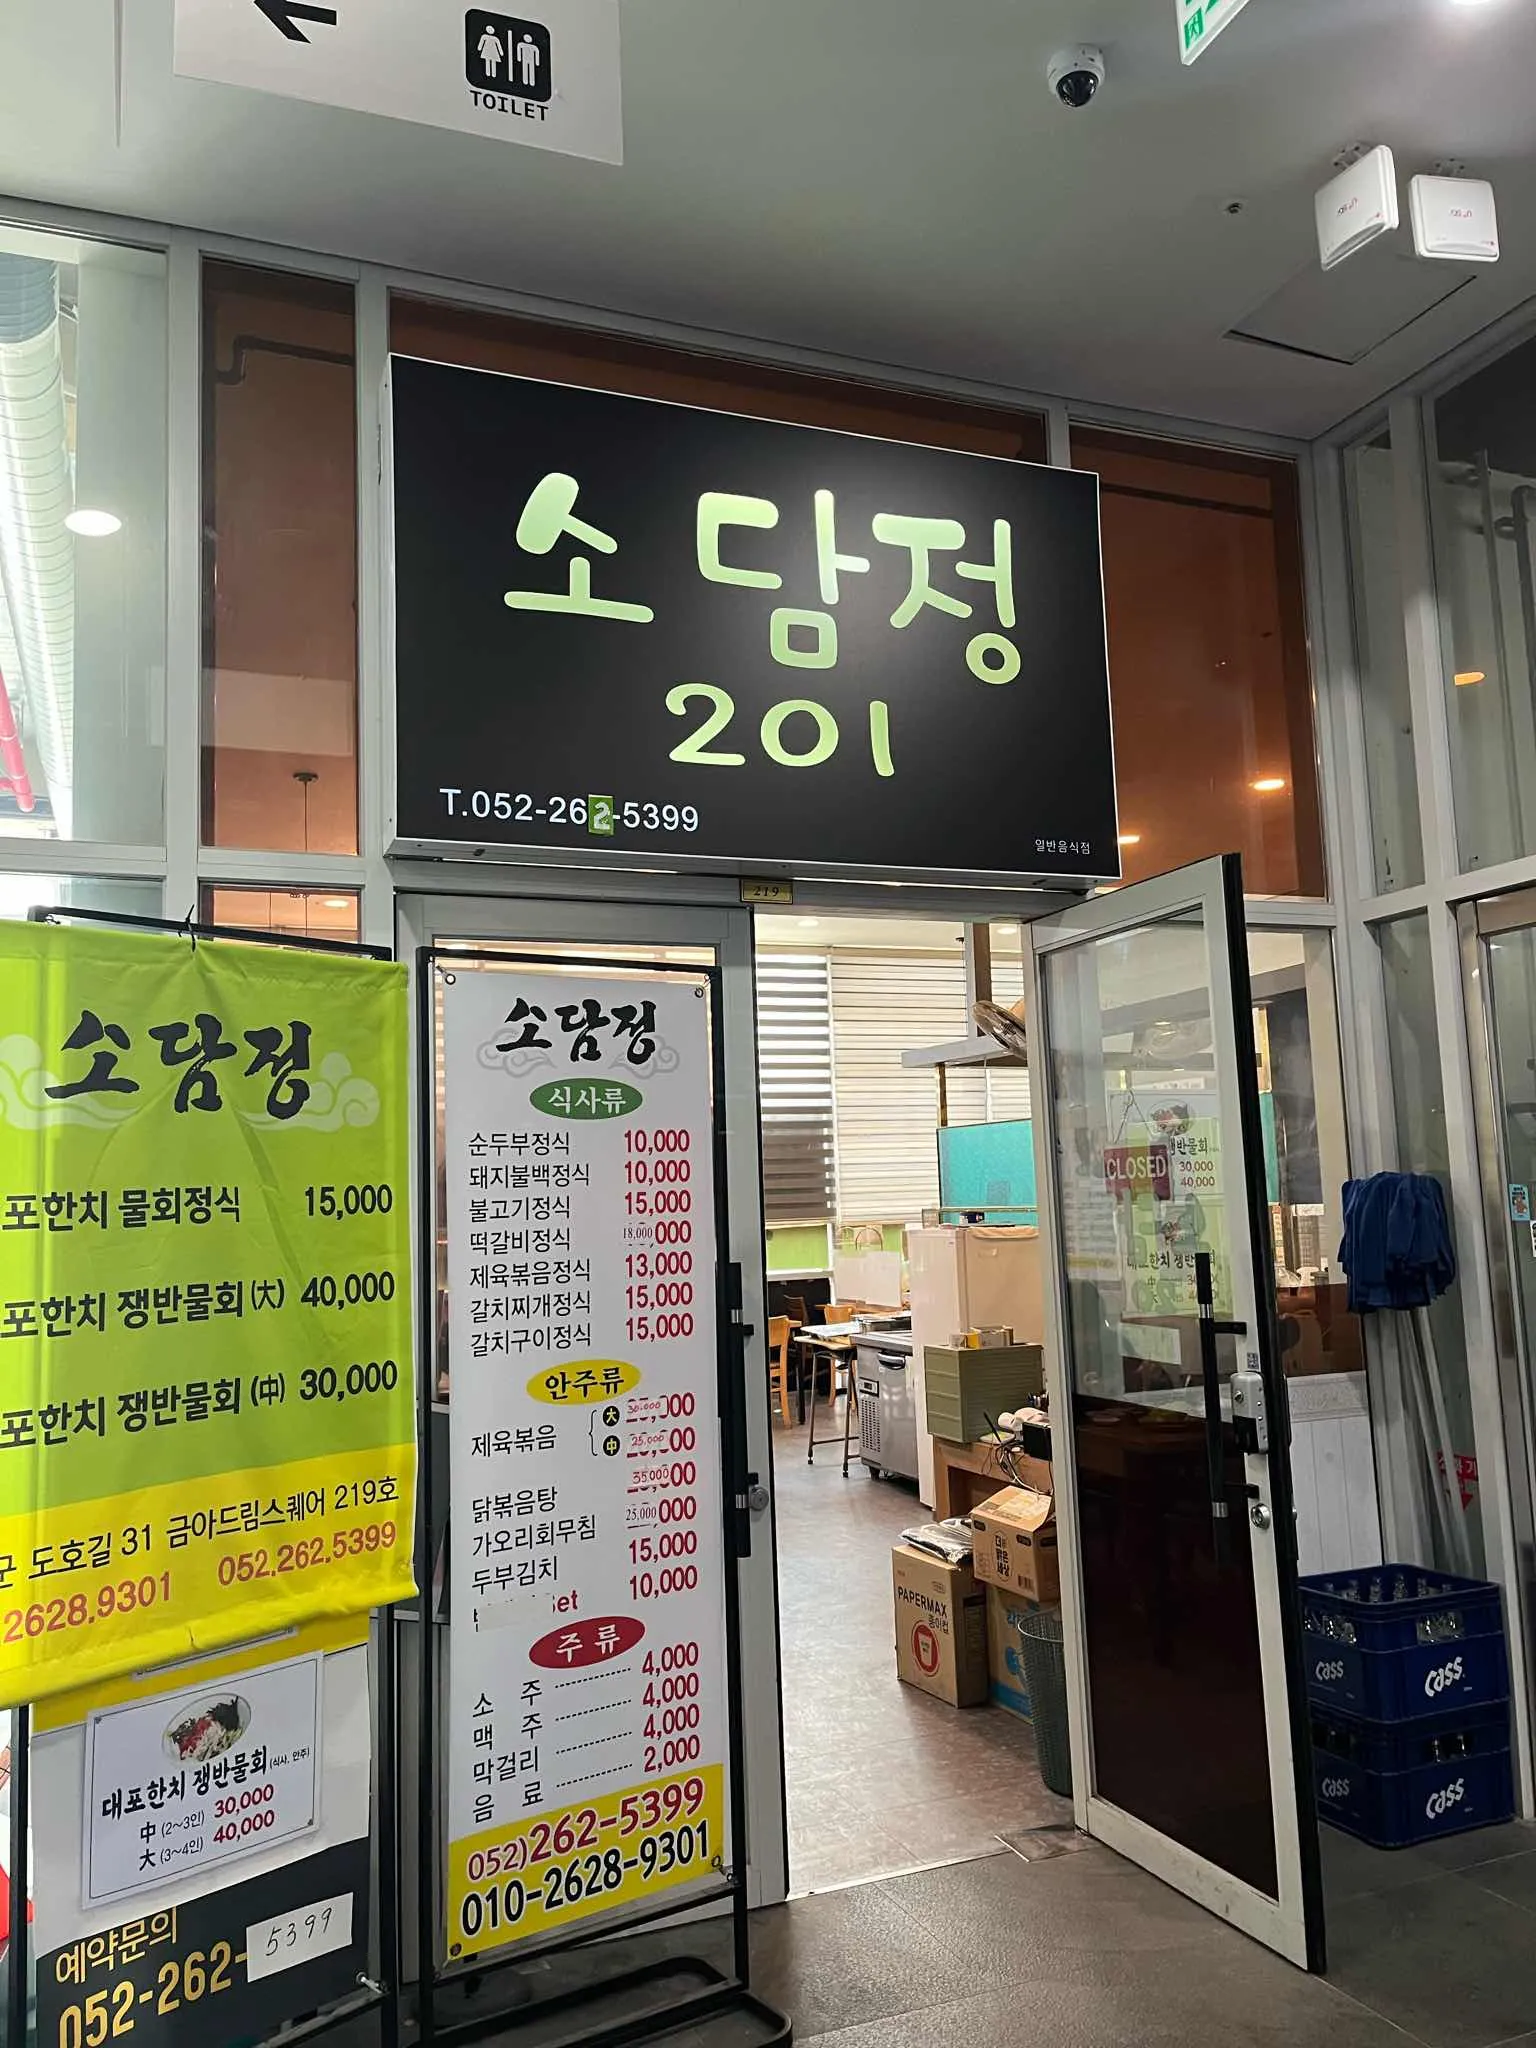 TOILET
소담정
201
T.052-262-5399
일반음식점
219
소담정
포한치 물회정식 15,000
포한치 쟁반물회(大) 40,000
포한치 쟁반물회(中) 30,000
군 도호길 31 금아드림스퀘어 219호
2628.9301 052.262.5399
대포한치 쟁반물회(식사, 안주)
中 (2~3인) 30,000
大 (3~4인) 40,000
예약문의
052-262-5399
소담정
식사류
순두부정식 10,000
돼지불백정식 10,000
불고기정식 15,000
떡갈비정식 18,000
제육볶음정식 13,000
갈치찌개정식 15,000
갈치구이정식 15,000
안주류
제육볶음 大 30,000
中 25,000
닭볶음탕 35,000
가오리회무침 25,000
두부김치 15,000
set 10,000
주류
소주 4,000
맥주 4,000
막걸리 4,000
음료 2,000
052)262-5399
010-2628-9301
CLOSED
쟁반물회
30,000
40,000
PAPERMAX
종이컵
cass
cass
cass
cass